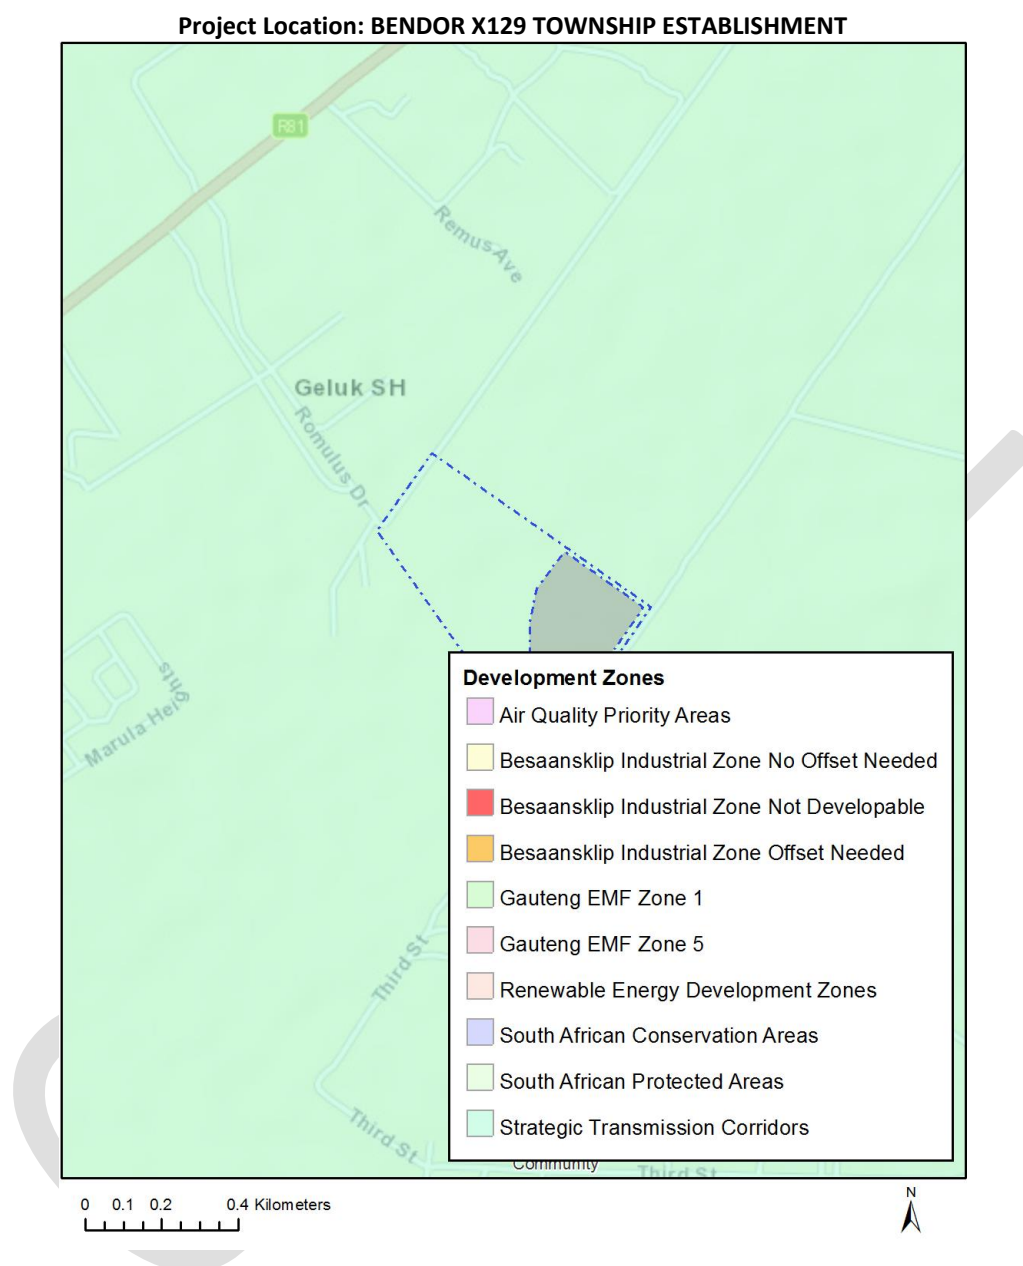 Project Location: BENDOR X129 TOWNSHIP ESTABLISHMENT
R81
Remus Ave
Geluk SH
Romulus Dr
Marula Heights
Development Zones
Air Quality Priority Areas
Besaansklip Industrial Zone No Offset Needed
Besaansklip Industrial Zone Not Developable
Besaansklip Industrial Zone Offset Needed
Gauteng EMF Zone 1
Gauteng EMF Zone 5
Renewable Energy Development Zones
South African Conservation Areas
South African Protected Areas
Strategic Transmission Corridors
Third St
Third St
Community
Third St
0 0.1 0.2 0.4 Kilometers
N